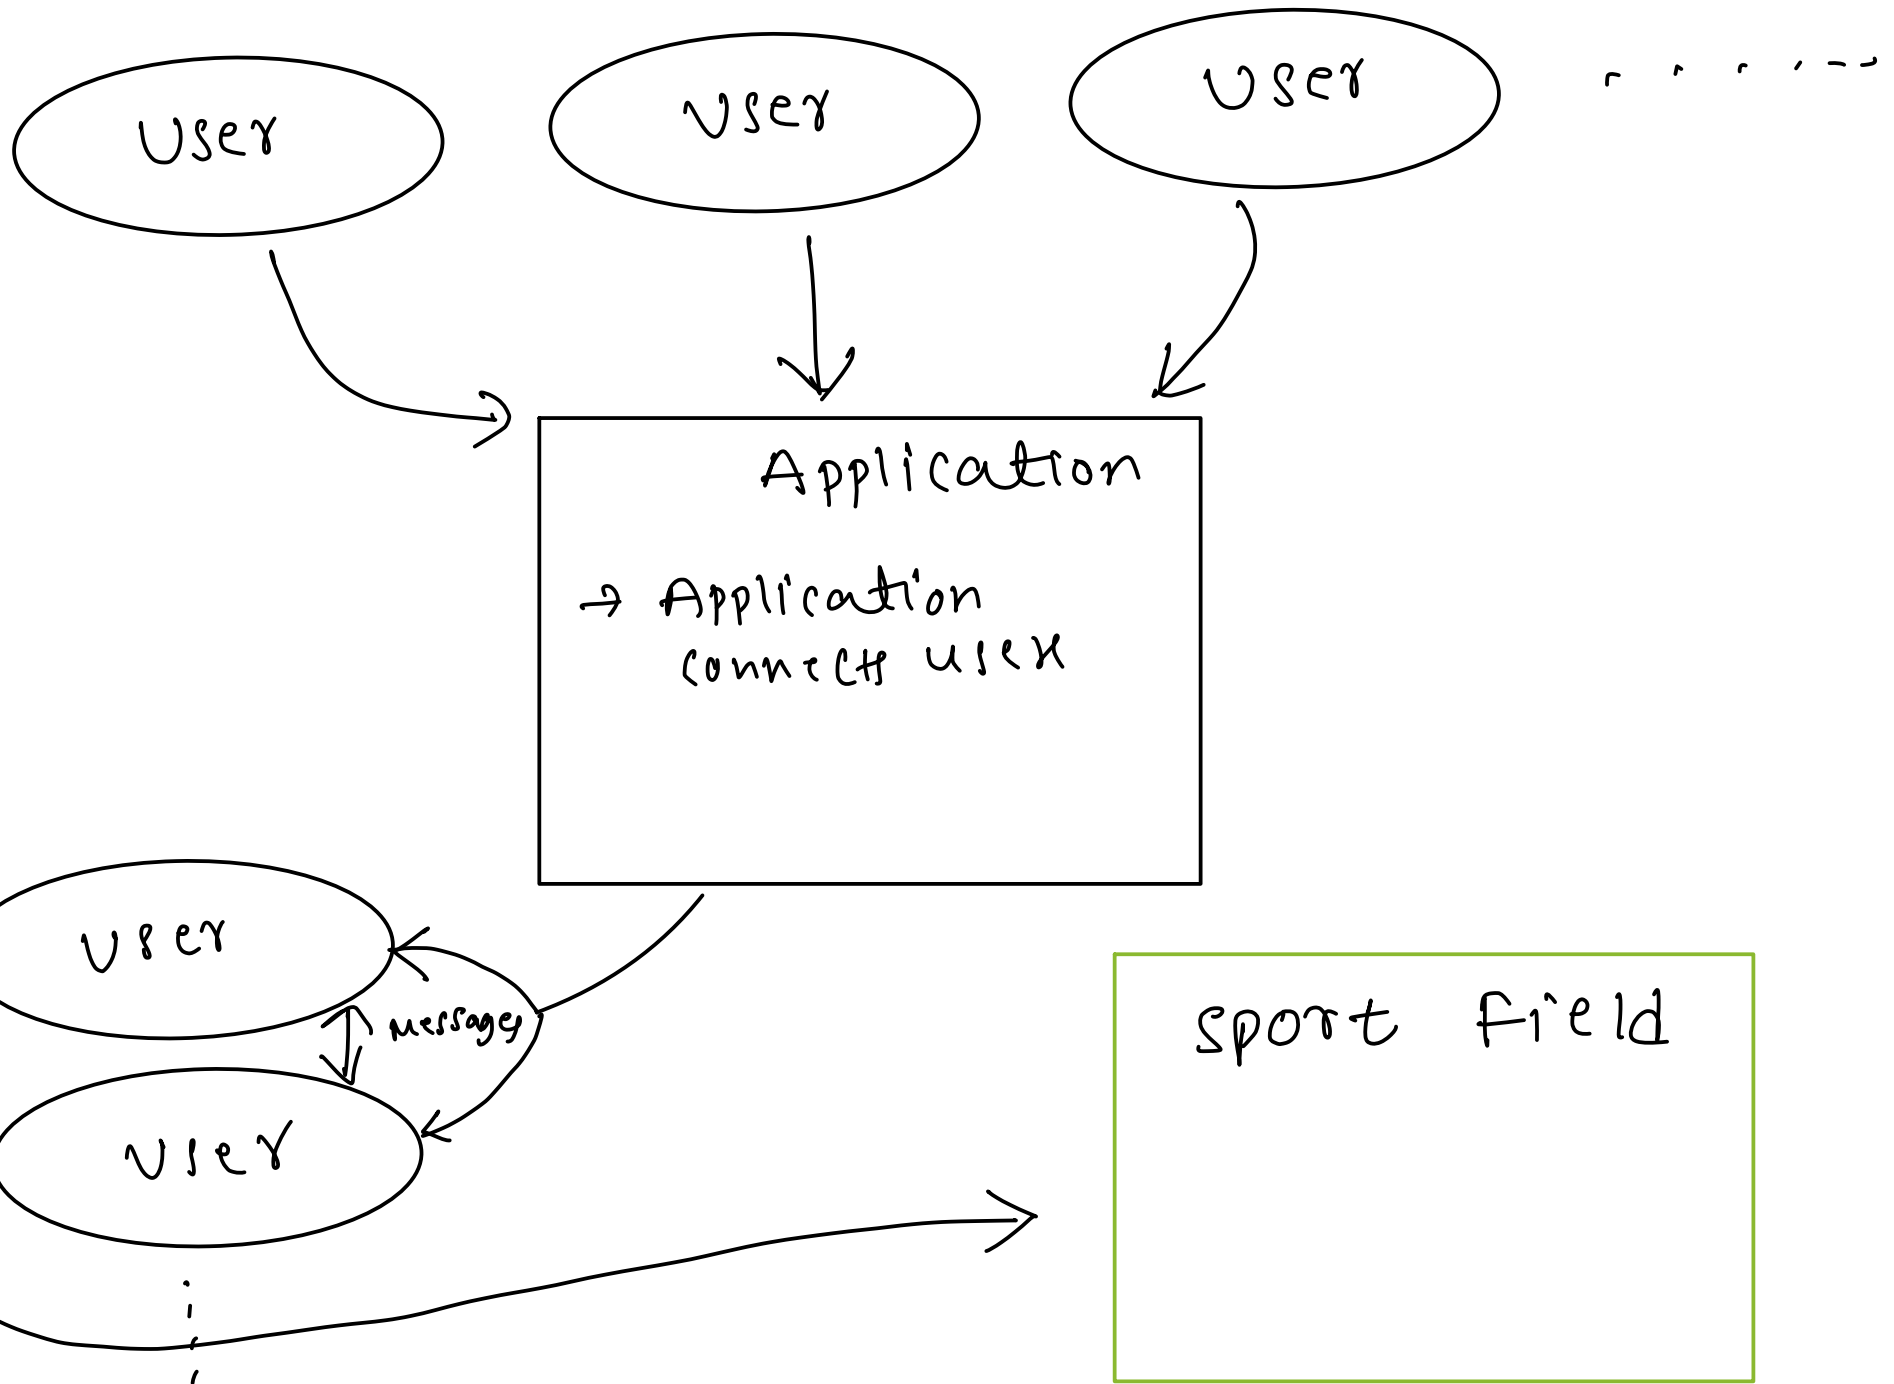 User
User
User
Application
→ Application
connects user
user
messages
user
sport field